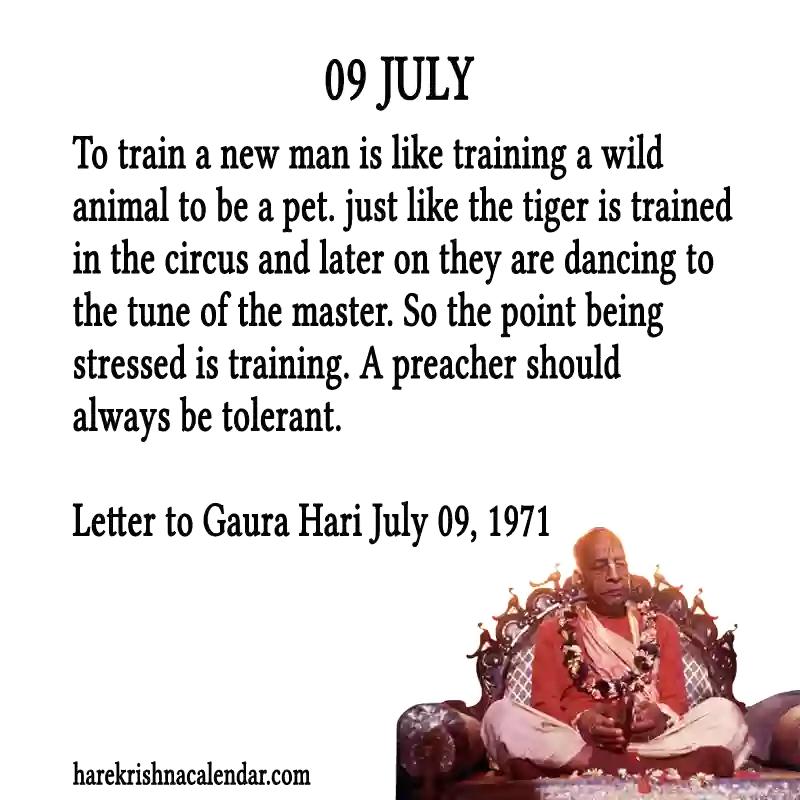 09 JULY
To train a new man is like training a wild
animal to be a pet. just like the tiger is trained
in the circus and later on they are dancing to
the tune of the master. So the point being
stressed is training. A preacher should
always be tolerant.
Letter to Gaura Hari July 09, 1971
harekrishnacalendar.com